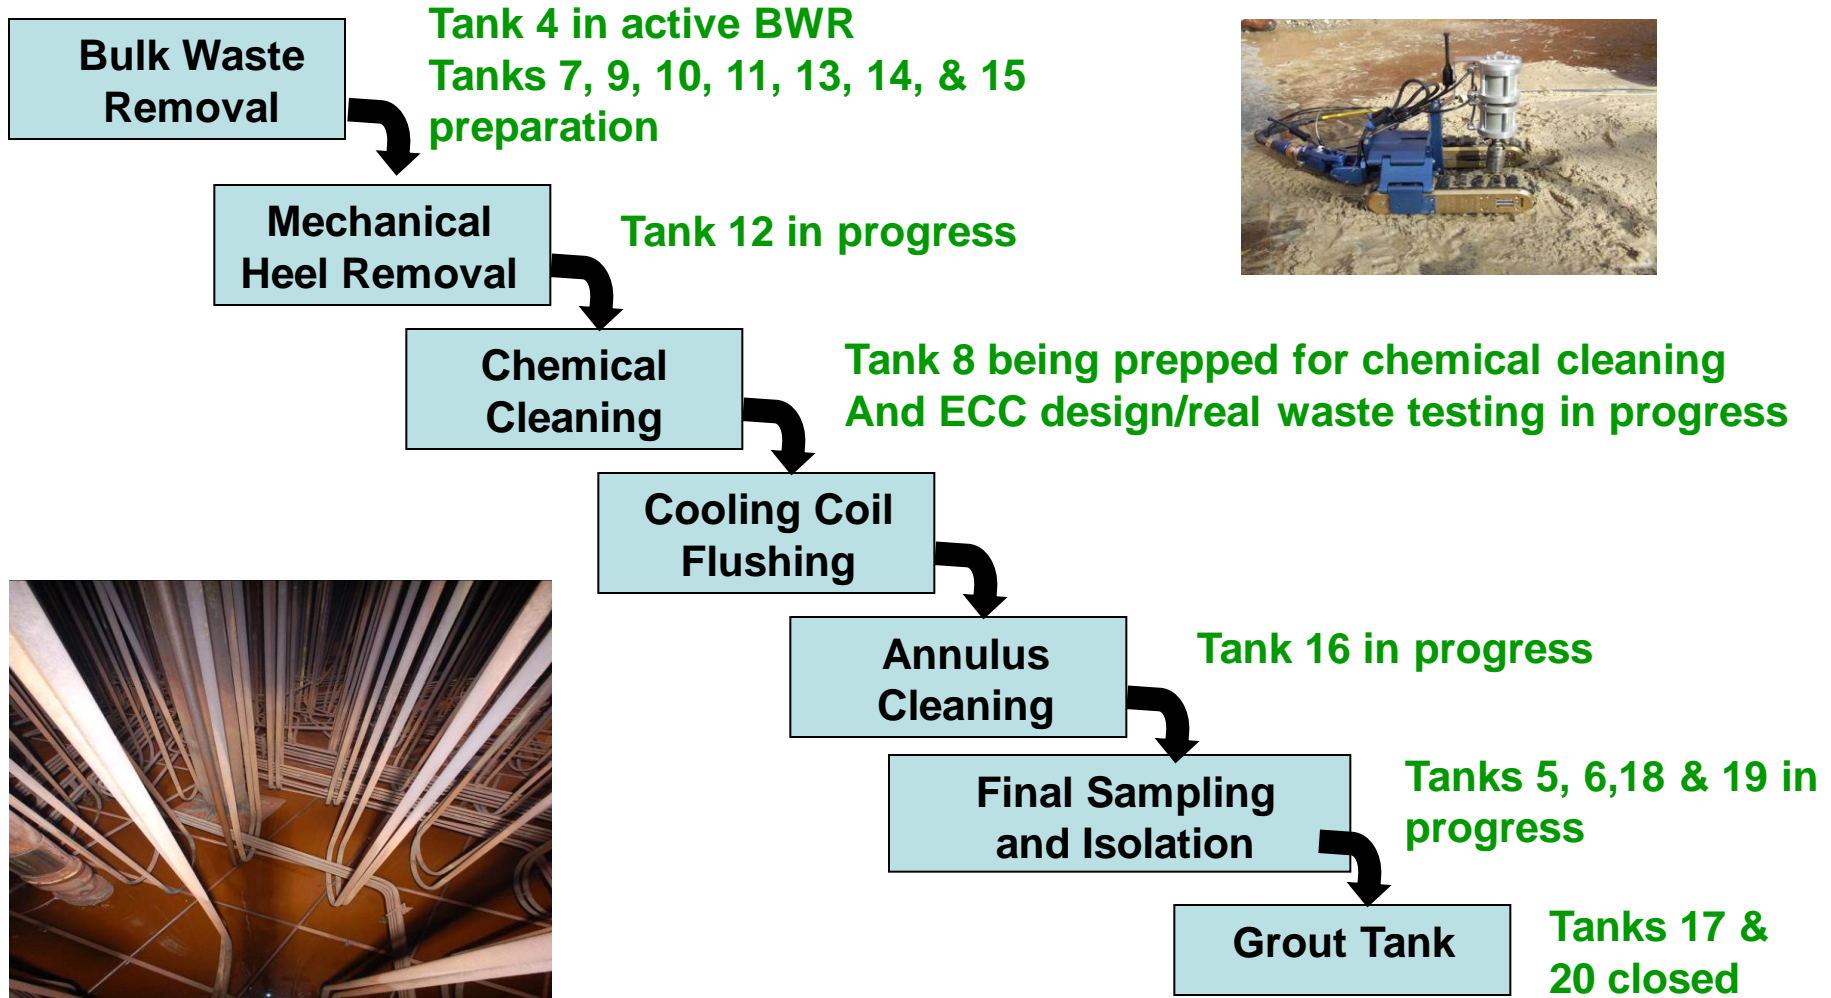 Bulk Waste
Removal
Tank 4 in active BWR
Tanks 7, 9, 10, 11, 13, 14, & 15
preparation
Mechanical
Heel Removal
Tank 12 in progress
Chemical
Cleaning
Tank 8 being prepped for chemical cleaning
And ECC design/real waste testing in progress
Cooling Coil
Flushing
Annulus
Cleaning
Tank 16 in progress
Final Sampling
and Isolation
Tanks 5, 6,18 & 19 in
progress
Grout Tank
Tanks 17 &
20 closed